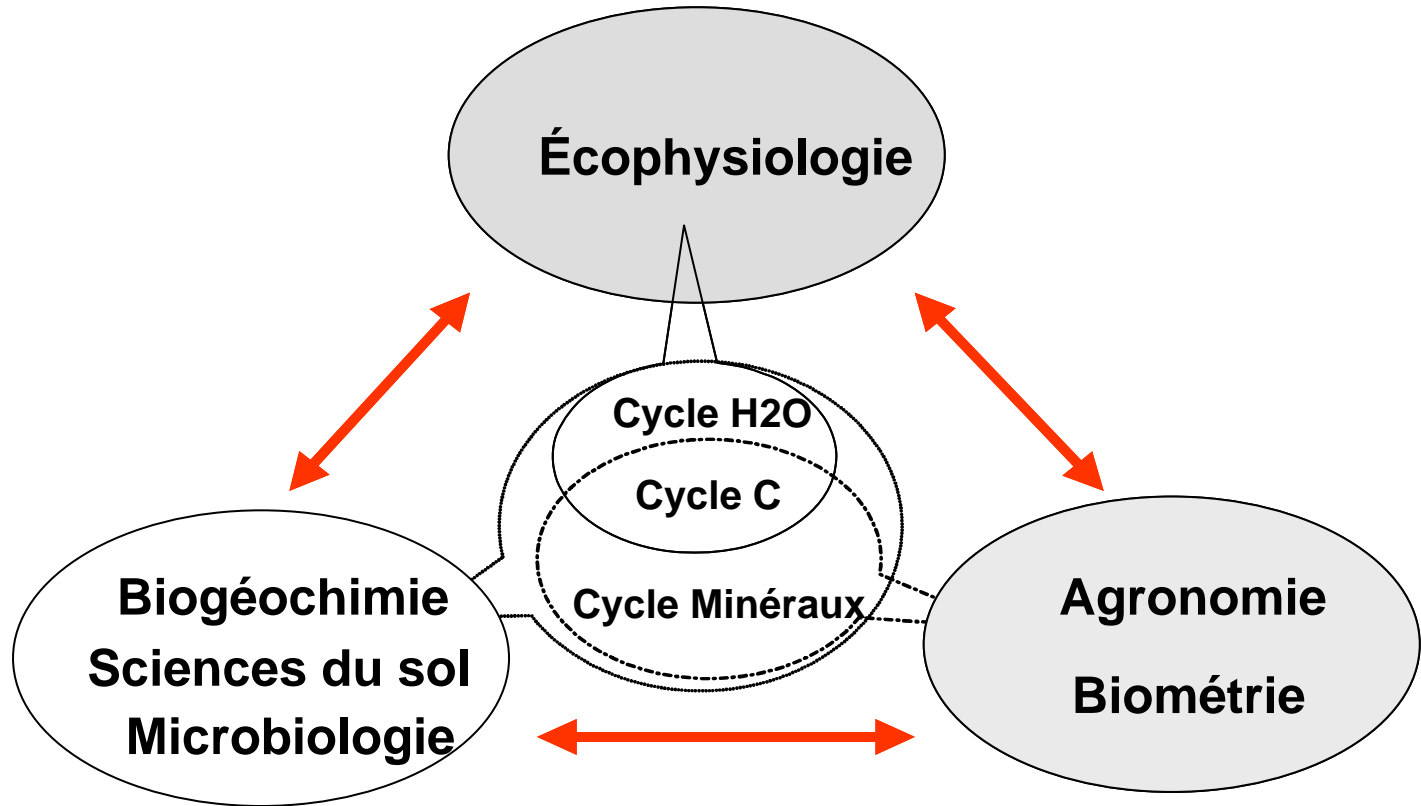 Écophysiologie
Cycle H2O
Cycle C
Cycle Minéraux
Biogéochimie
Sciences du sol
Microbiologie
Agronomie
Biométrie